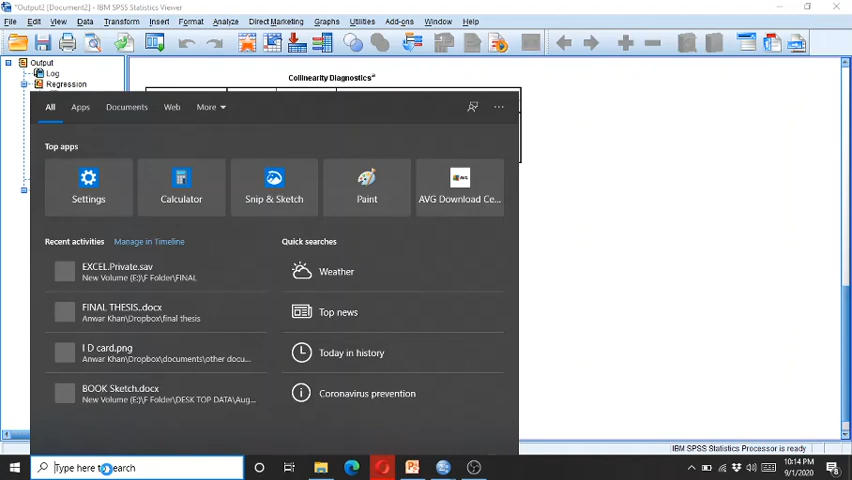 *Output2 [Document2] - IBM SPSS Statistics Viewer
File Edit View Data Transform Insert Format Analyze Direct Marketing Graphs Utilities Add-ons Window Help
Output
Log
Regression
Collinearity Diagnostics a
All Apps Documents Web More
Top apps
Settings Calculator Snip & Sketch Paint AVG Download Ce...
Recent activities Manage in Timeline
EXCEL.Private.sav
New Volume (E:)\F Folder\FINAL
FINAL THESIS..docx
Anwar Khan\Dropbox\final thesis
I D card.png
Anwar Khan\Dropbox\documents\other docu...
BOOK Sketch.docx
New Volume (E:)\F Folder\DESK TOP DATA\Aug...
Quick searches
Weather
Top news
Today in history
Coronavirus prevention
IBM SPSS Statistics Processor is ready
Type here to search
10:14 PM
9/1/2020
8